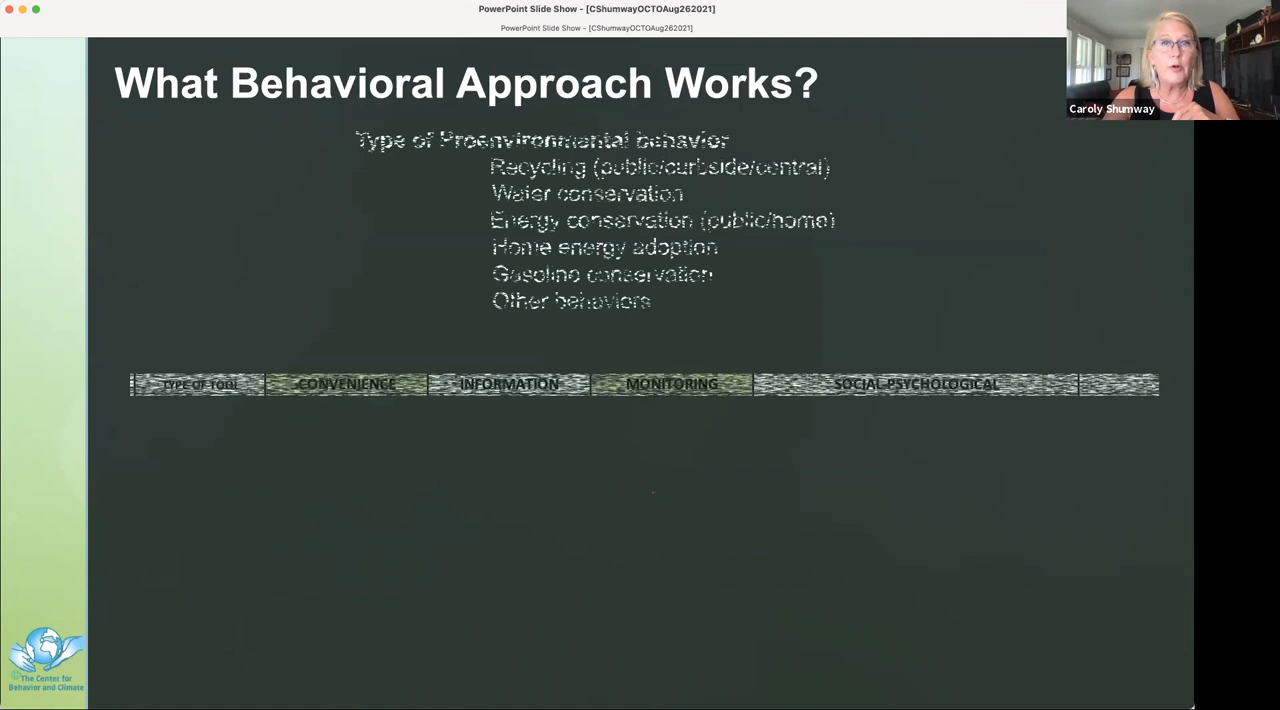 PowerPoint Slide Show - [CShumwayOCTOAug262021]
PowerPoint Slide Show - [CShumwayOCTOAug262021]
Caroly Shumway
What Behavioral Approach Works?
Type of Proenvironmental behavior
Recycling (public/curbside/central)
Water conservation
Energy conservation (public/home)
Home energy adoption
Gasoline conservation
Other behaviors
TYPE OF TOOL CONVENIENCE INFORMATION MONITORING SOCIAL-PSYCHOLOGICAL
The Center for
Behavior and Climate